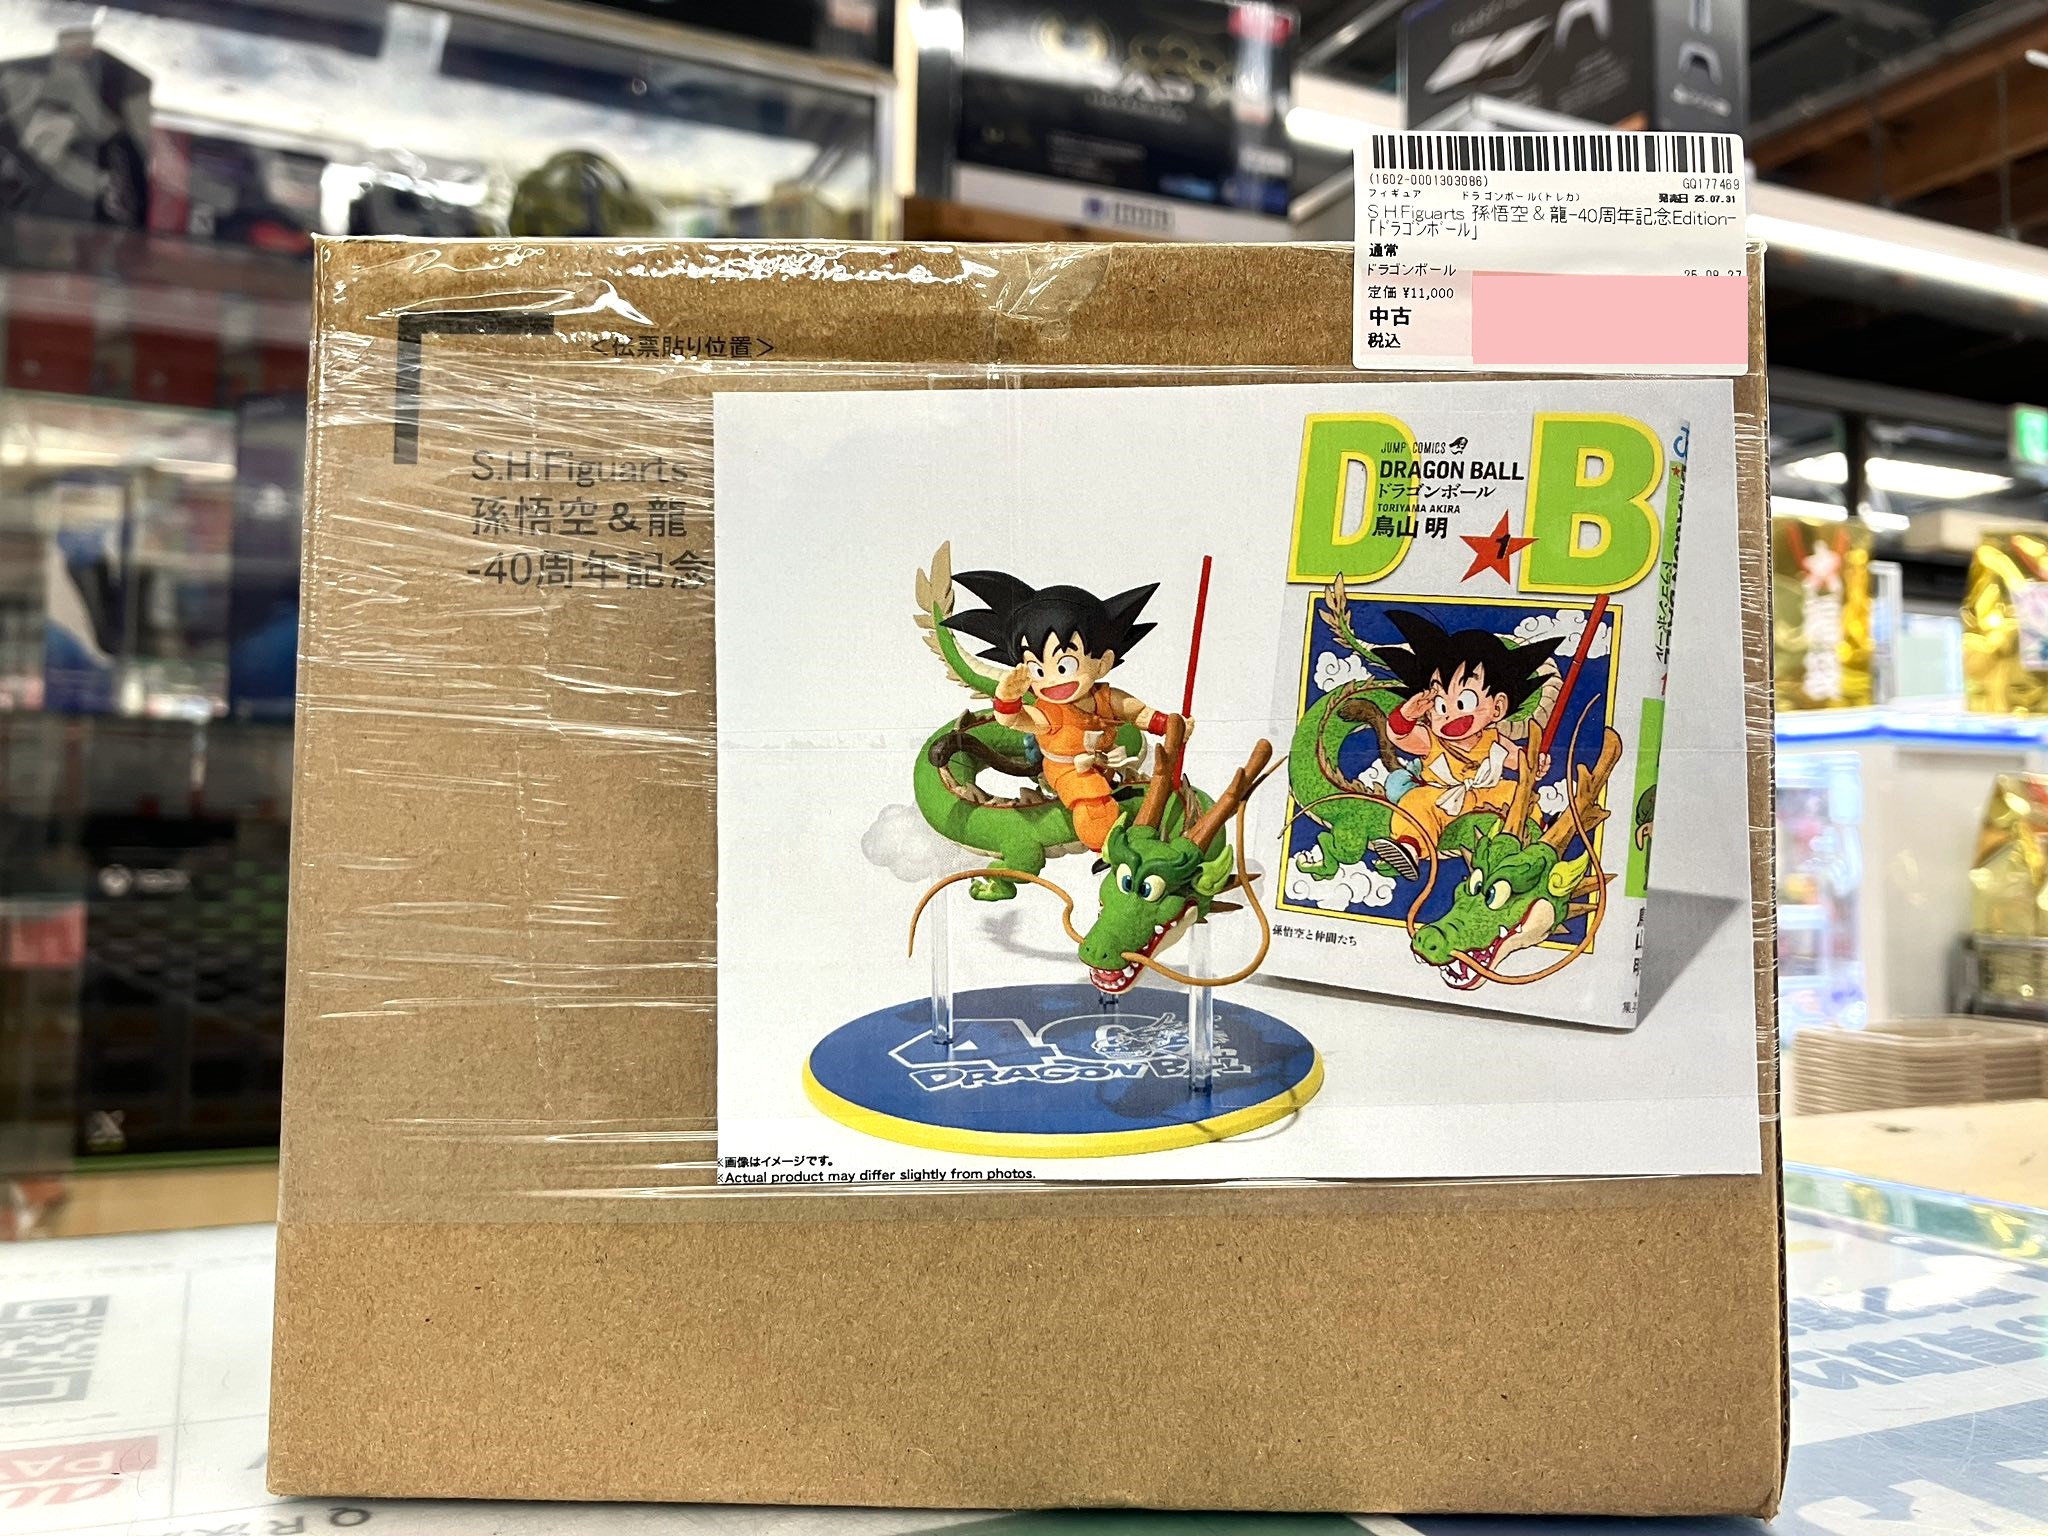 (1602-0001303086) GQ177469
フィギュア ドラゴンボール(トレカ) 発売日 25.07.31
S.H.Figuarts 孫悟空&龍-40周年記念Edition-
「ドラゴンボール」
通常
ドラゴンボール
定価 ¥11,000
中古
税込
<伝票貼り位置>
S.H.Figuarts
孫悟空&龍
-40周年記念
DB
JUMP COMICS
DRAGON BALL
ドラゴンボール
TORIYAMA AKIRA
鳥山 明
1
孫悟空と仲間たち
40
DRAGON BALL
※画像はイメージです。
※Actual product may differ slightly from photos.
XBOX